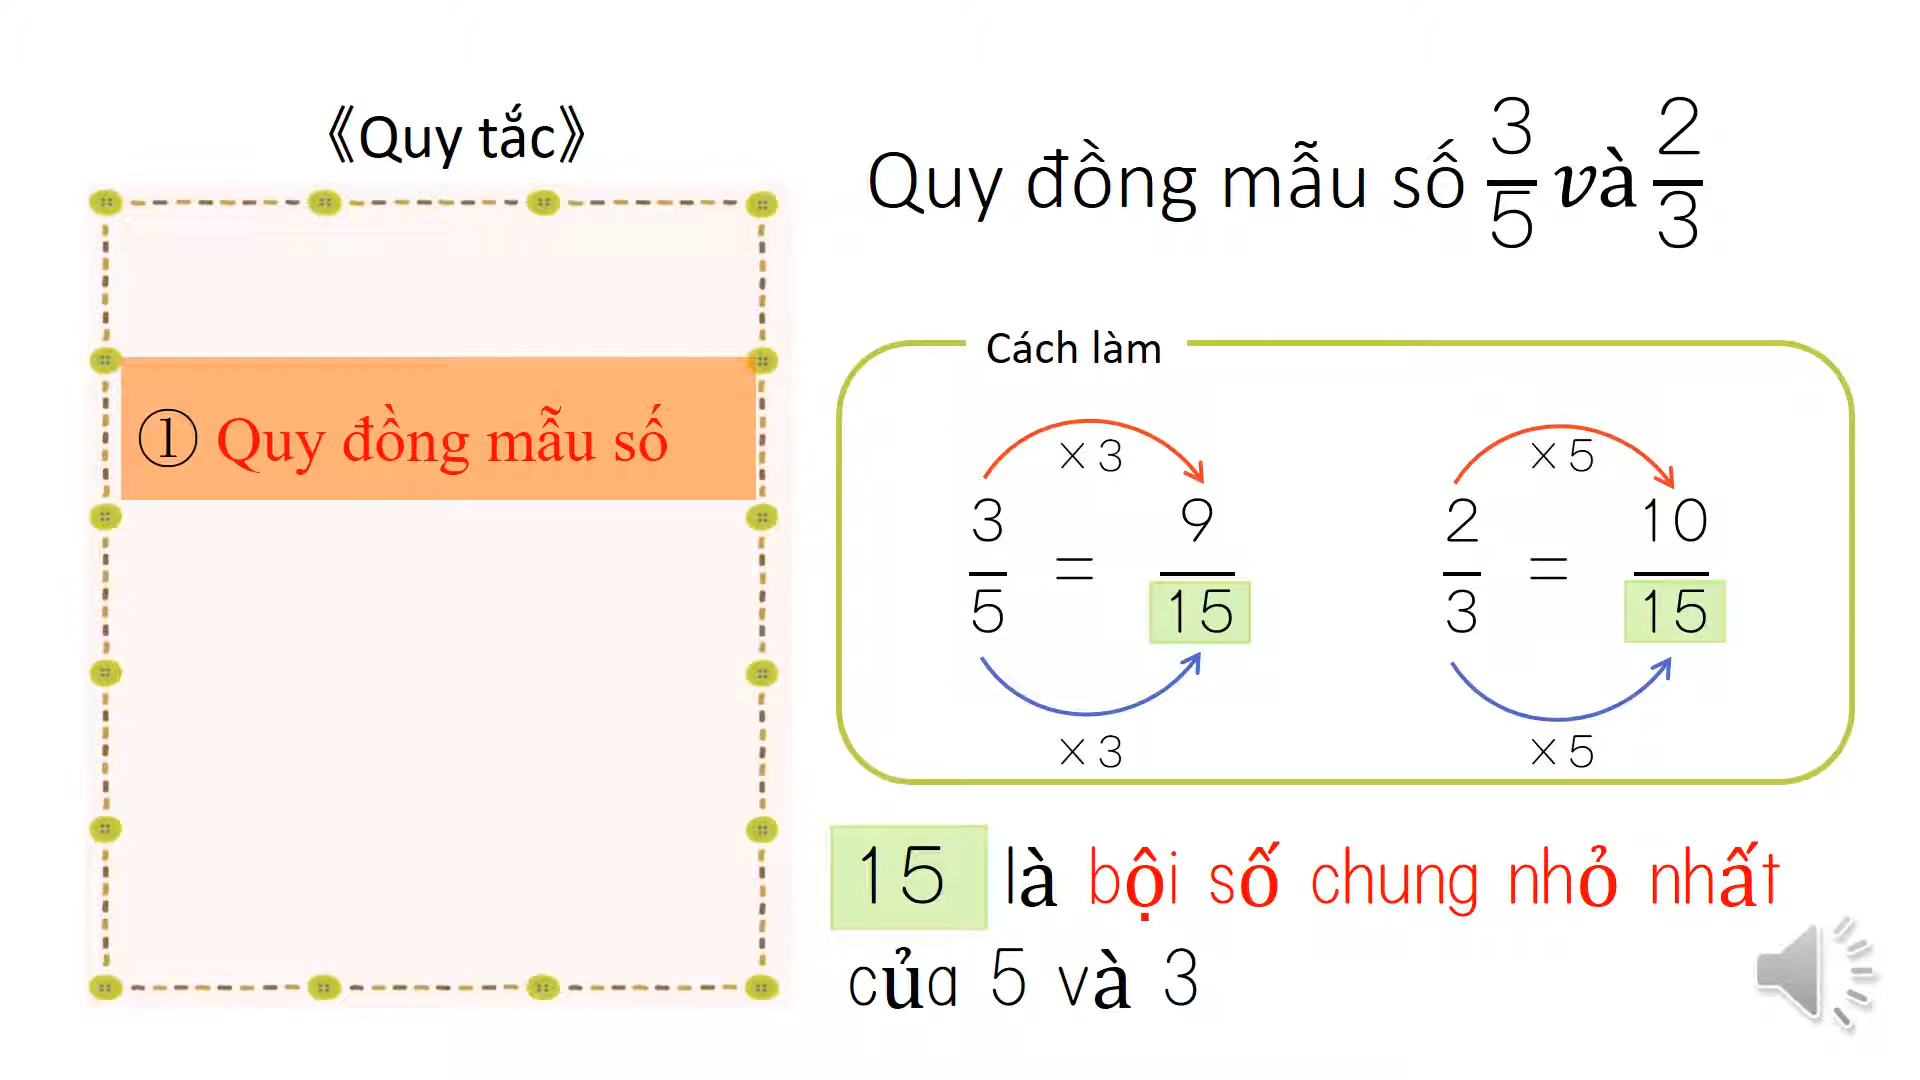 《Quy tắc》
① Quy đồng mẫu số
Quy đồng mẫu số 3/5 và 2/3
Cách làm
×3 ×5
3/5 = 9/15 2/3 = 10/15
×3 ×5
15 là bội số chung nhỏ nhất
của 5 và 3